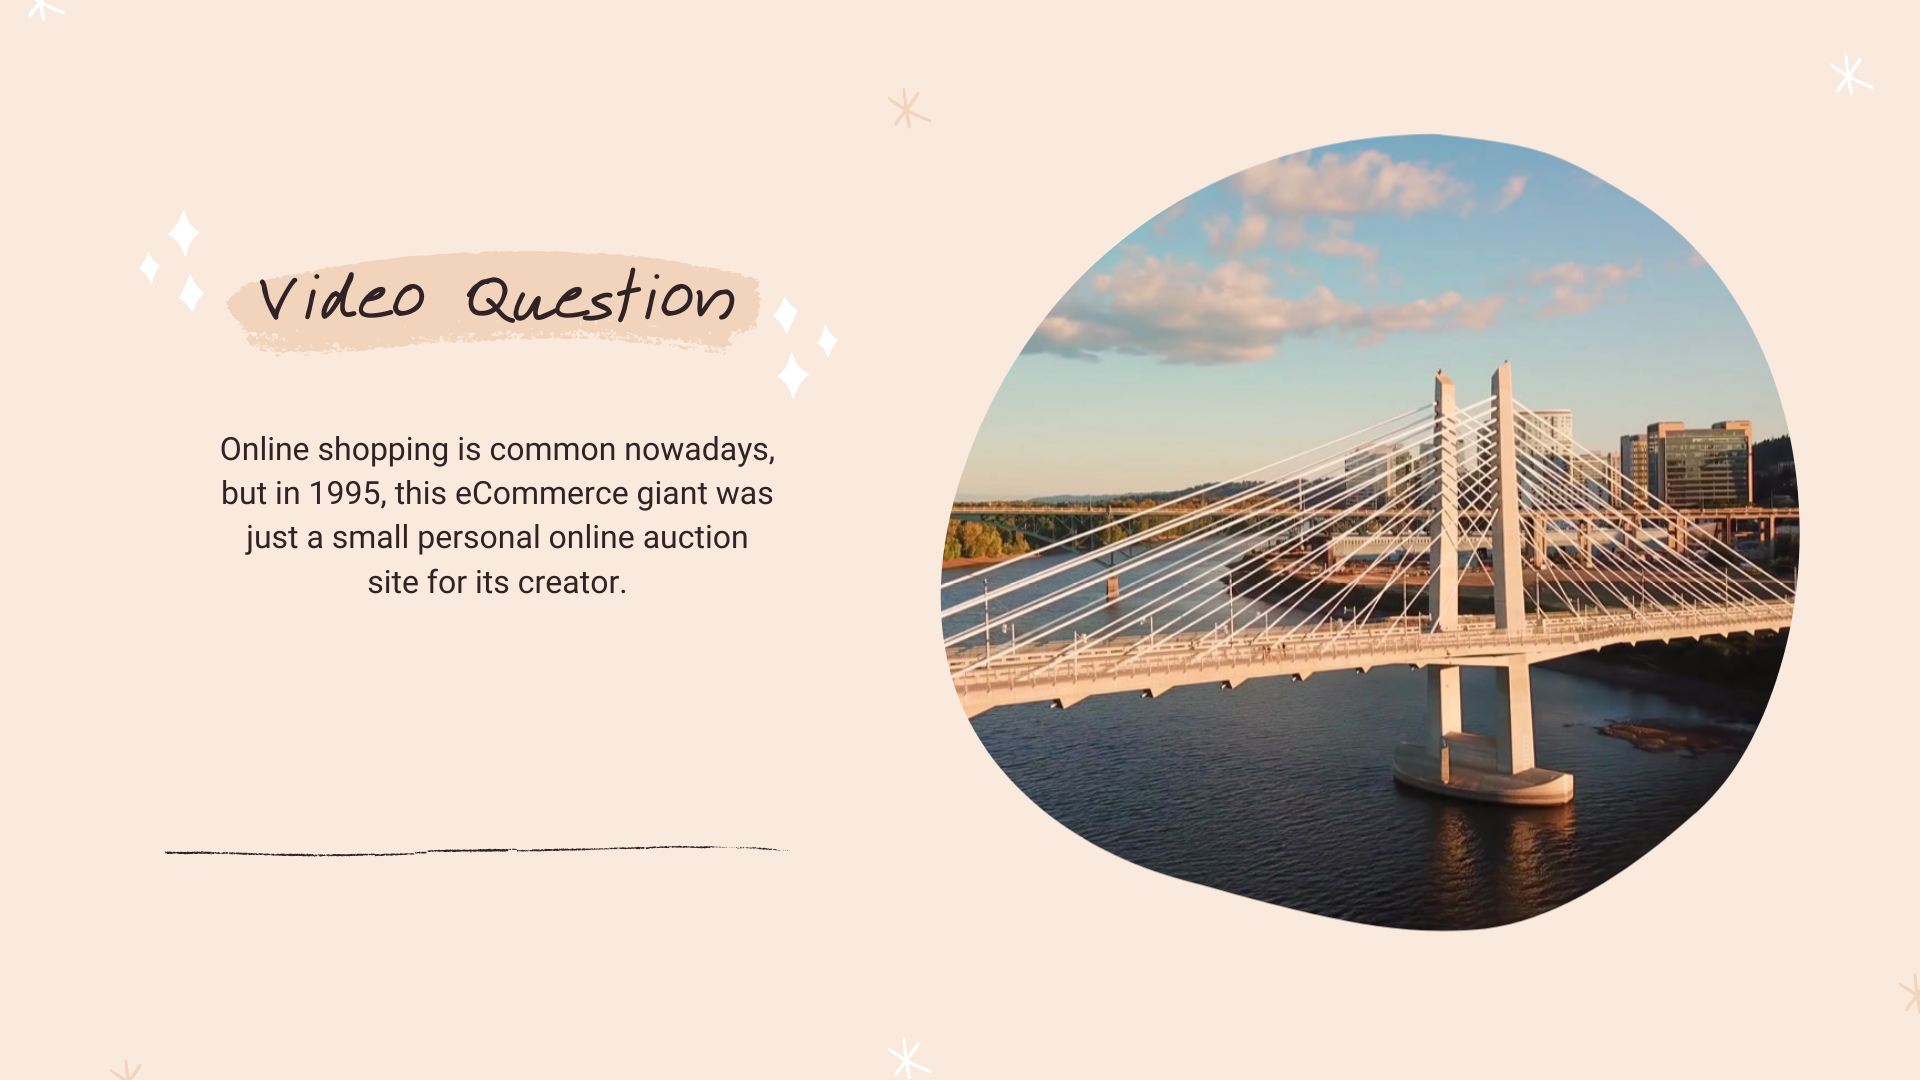 Video Question
Online shopping is common nowadays,
but in 1995, this eCommerce giant was
just a small personal online auction
site for its creator.